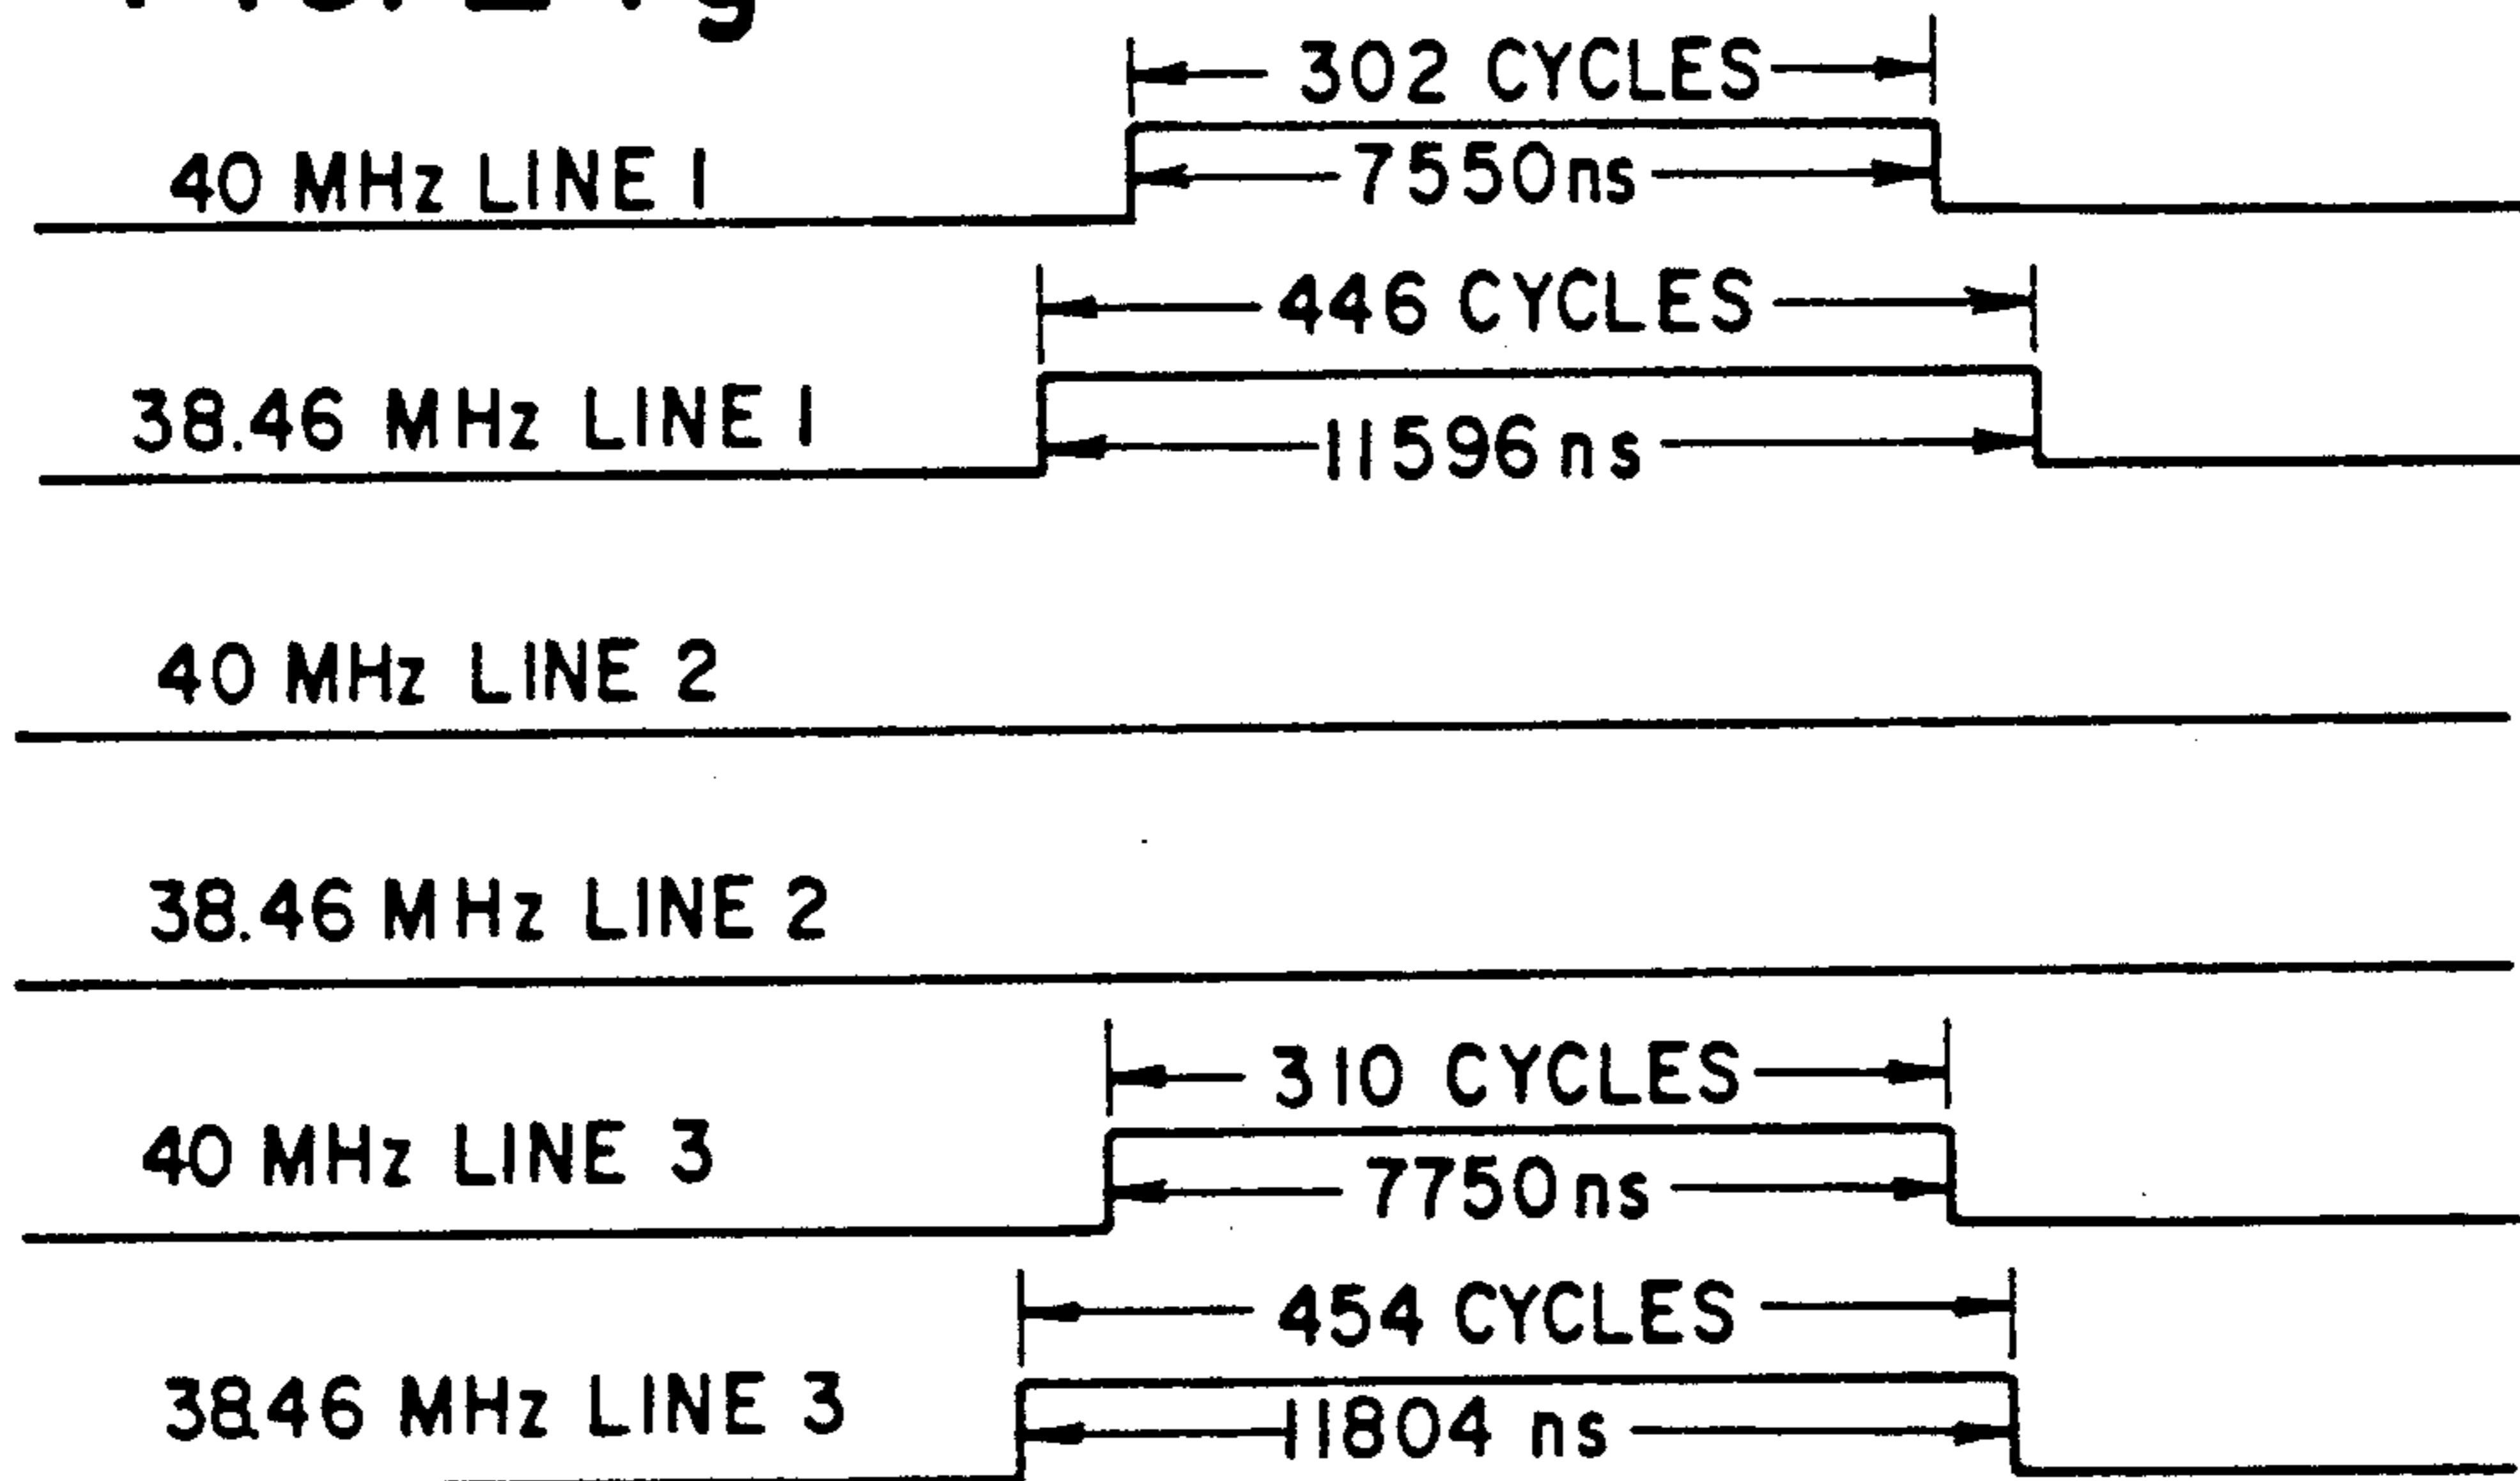 302 CYCLES
40 MHz LINE 1
7550ns
446 CYCLES
38.46 MHz LINE 1
11596 ns
40 MHz LINE 2
38.46 MHz LINE 2
310 CYCLES
40 MHz LINE 3
7750 ns
454 CYCLES
38.46 MHz LINE 3
11804 ns